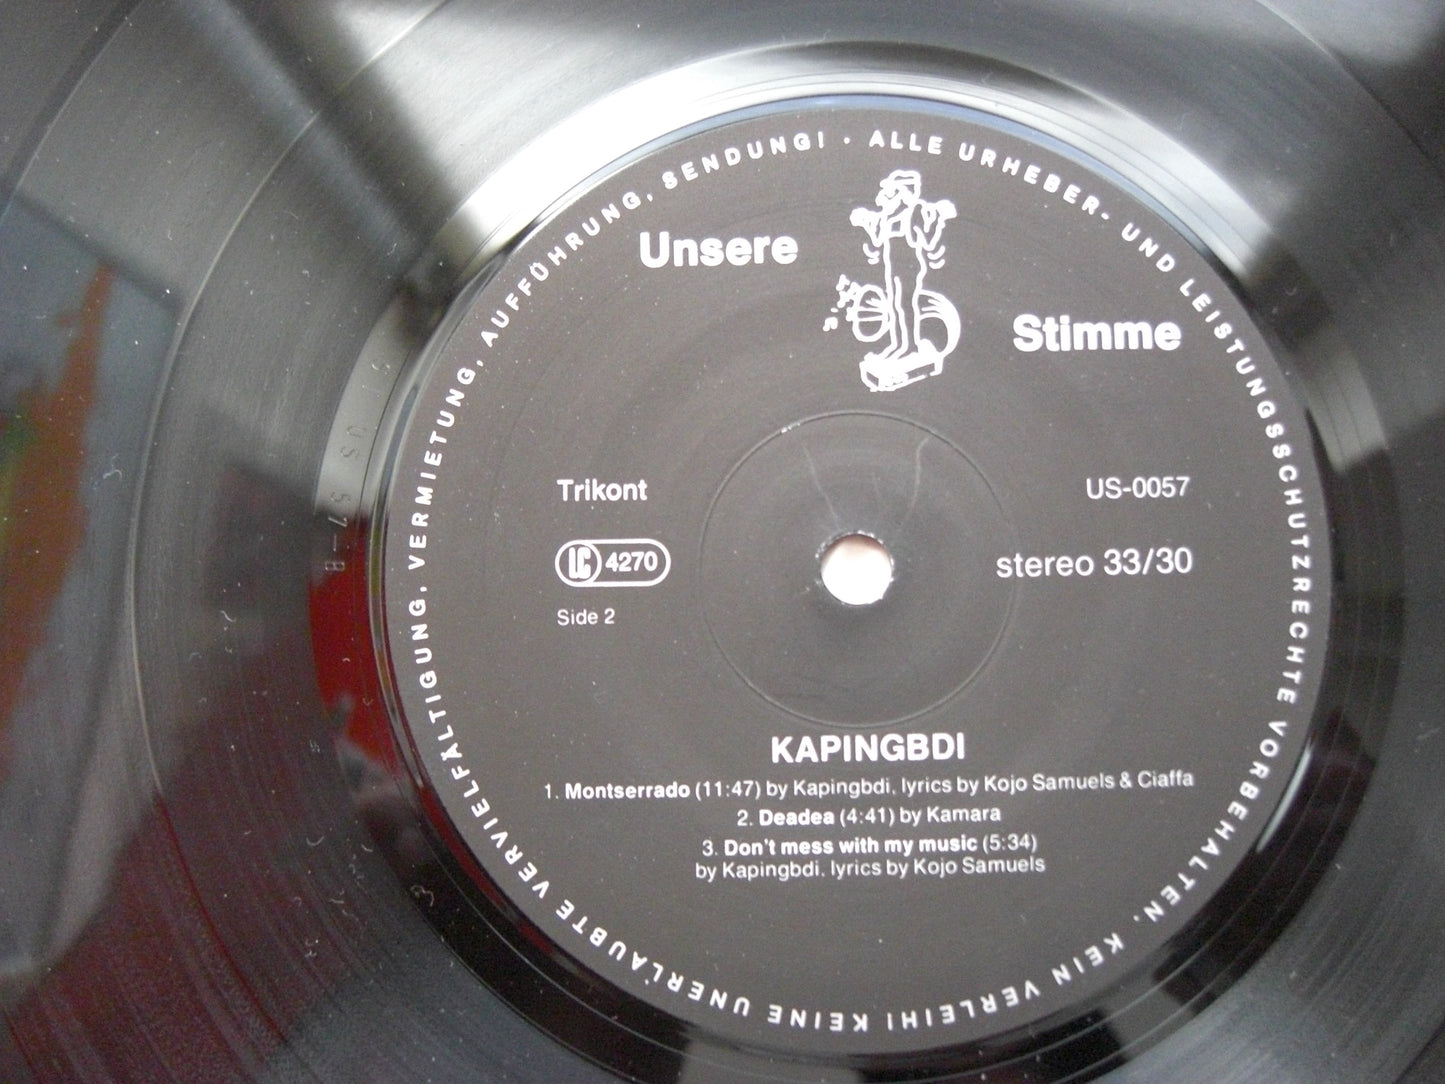 ALLE URHEBER- UND LEISTUNGSSCHUTZRECHTE VORBEHALTEN. KEIN VERLEIH! KEINE UNERLAUBTE VERVIELFÄLTIGUNG, VERMIETUNG, AUFFÜHRUNG, SENDUNG! ·
Unsere
Stimme
Trikont
US-0057
LC 4270
stereo 33/30
Side 2
KAPINGBDI
1. Montserrado (11:47) by Kapingbdi, lyrics by Kojo Samuels & Ciaffa
2. Deadea (4:41) by Kamara
3. Don't mess with my music (5:34)
by Kapingbdi, lyrics by Kojo Samuels
US 57-B